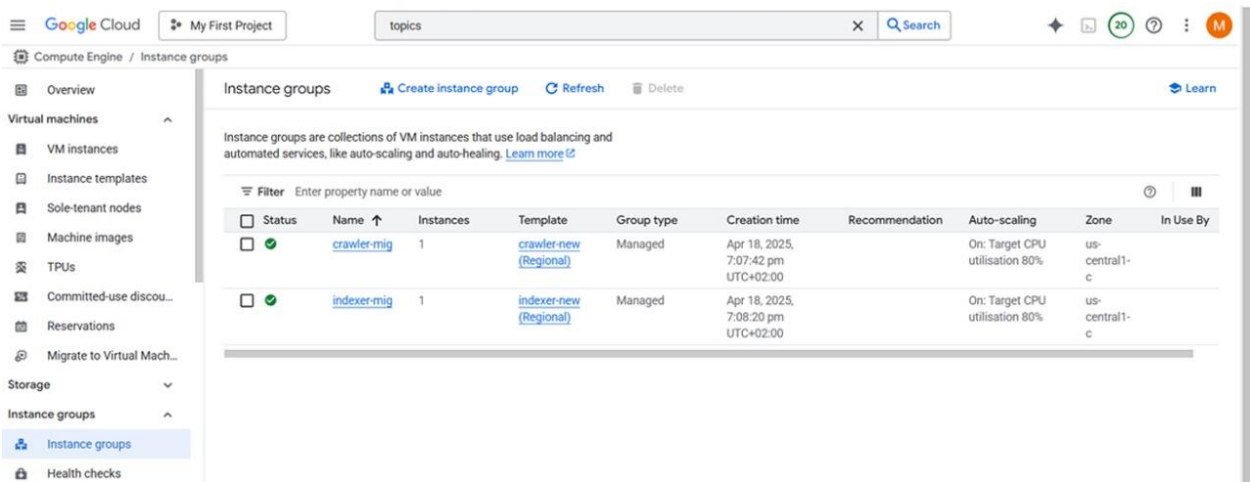 Google Cloud
My First Project
topics
Search
20
M
Compute Engine / Instance groups
Overview
Virtual machines
VM instances
Instance templates
Sole-tenant nodes
Machine images
TPUs
Committed-use discou...
Reservations
Migrate to Virtual Mach...
Storage
Instance groups
Instance groups
Health checks
Instance groups
Create instance group
Refresh
Delete
Learn
Instance groups are collections of VM instances that use load balancing and
automated services, like auto-scaling and auto-healing. Learn more
Filter Enter property name or value
Status Name Instances Template Group type Creation time Recommendation Auto-scaling Zone In Use By
crawler-mig 1 crawler-new Managed Apr 18, 2025, On: Target CPU us-
(Regional) 7:07:42 pm utilisation 80% central1-
UTC+02:00 c
indexer-mig 1 indexer-new Managed Apr 18, 2025, On: Target CPU us-
(Regional) 7:08:20 pm utilisation 80% central1-
UTC+02:00 c